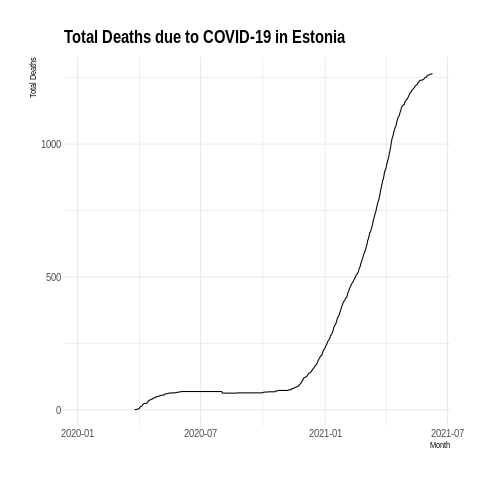 Total Deaths due to COVID-19 in Estonia
Total Deaths
1000
500
0
2020-01 2020-07 2021-01 2021-07
Month